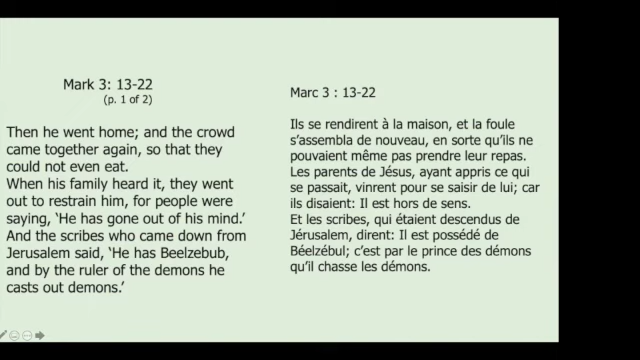 Mark 3: 13-22
(p. 1 of 2)
Then he went home; and the crowd
came together again, so that they
could not even eat.
When his family heard it, they went
out to restrain him, for people were
saying, ‘He has gone out of his mind.’
And the scribes who came down from
Jerusalem said, ‘He has Beelzebub,
and by the ruler of the demons he
casts out demons.’
Marc 3 : 13-22
Ils se rendirent à la maison, et la foule
s’assembla de nouveau, en sorte qu’ils ne
pouvaient même pas prendre leur repas.
Les parents de Jésus, ayant appris ce qui
se passait, vinrent pour se saisir de lui; car
ils disaient: Il est hors de sens.
Et les scribes, qui étaient descendus de
Jérusalem, dirent: Il est possédé de
Béelzébul; c’est par le prince des démons
qu’il chasse les démons.